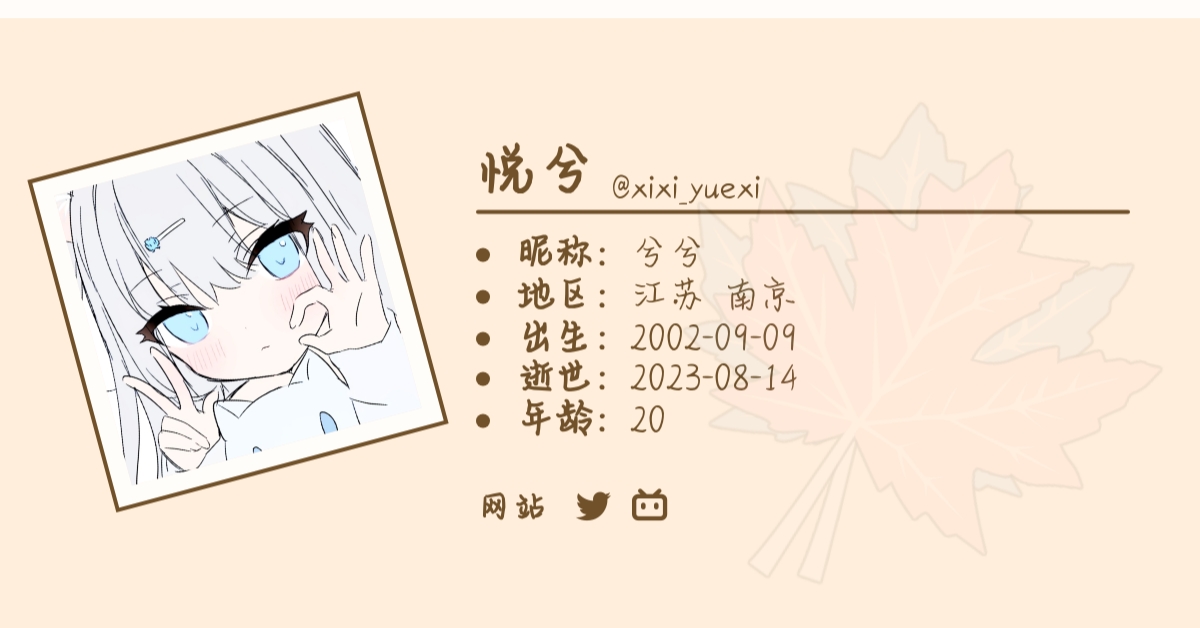 悦兮 @xixi_yuexi
昵称： 兮兮
地区： 江苏 南京
出生： 2002-09-09
逝世： 2023-08-14
年龄: 20
网站